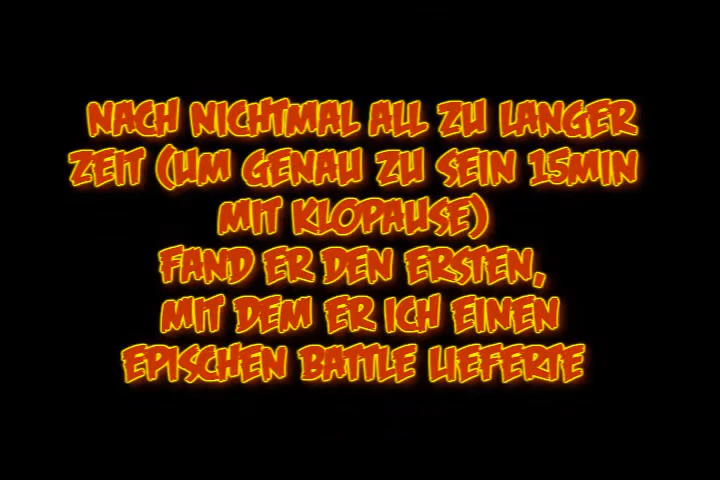 NACH NICHTMAL ALL ZU LANGER
ZEIT (UM GENAU ZU SEIN 15MIN
MIT KLOPAUSE)
FAND ER DEN ERSTEN,
MIT DEM ER ICH EINEN
EPISCHEN BATTLE LIEFERTE